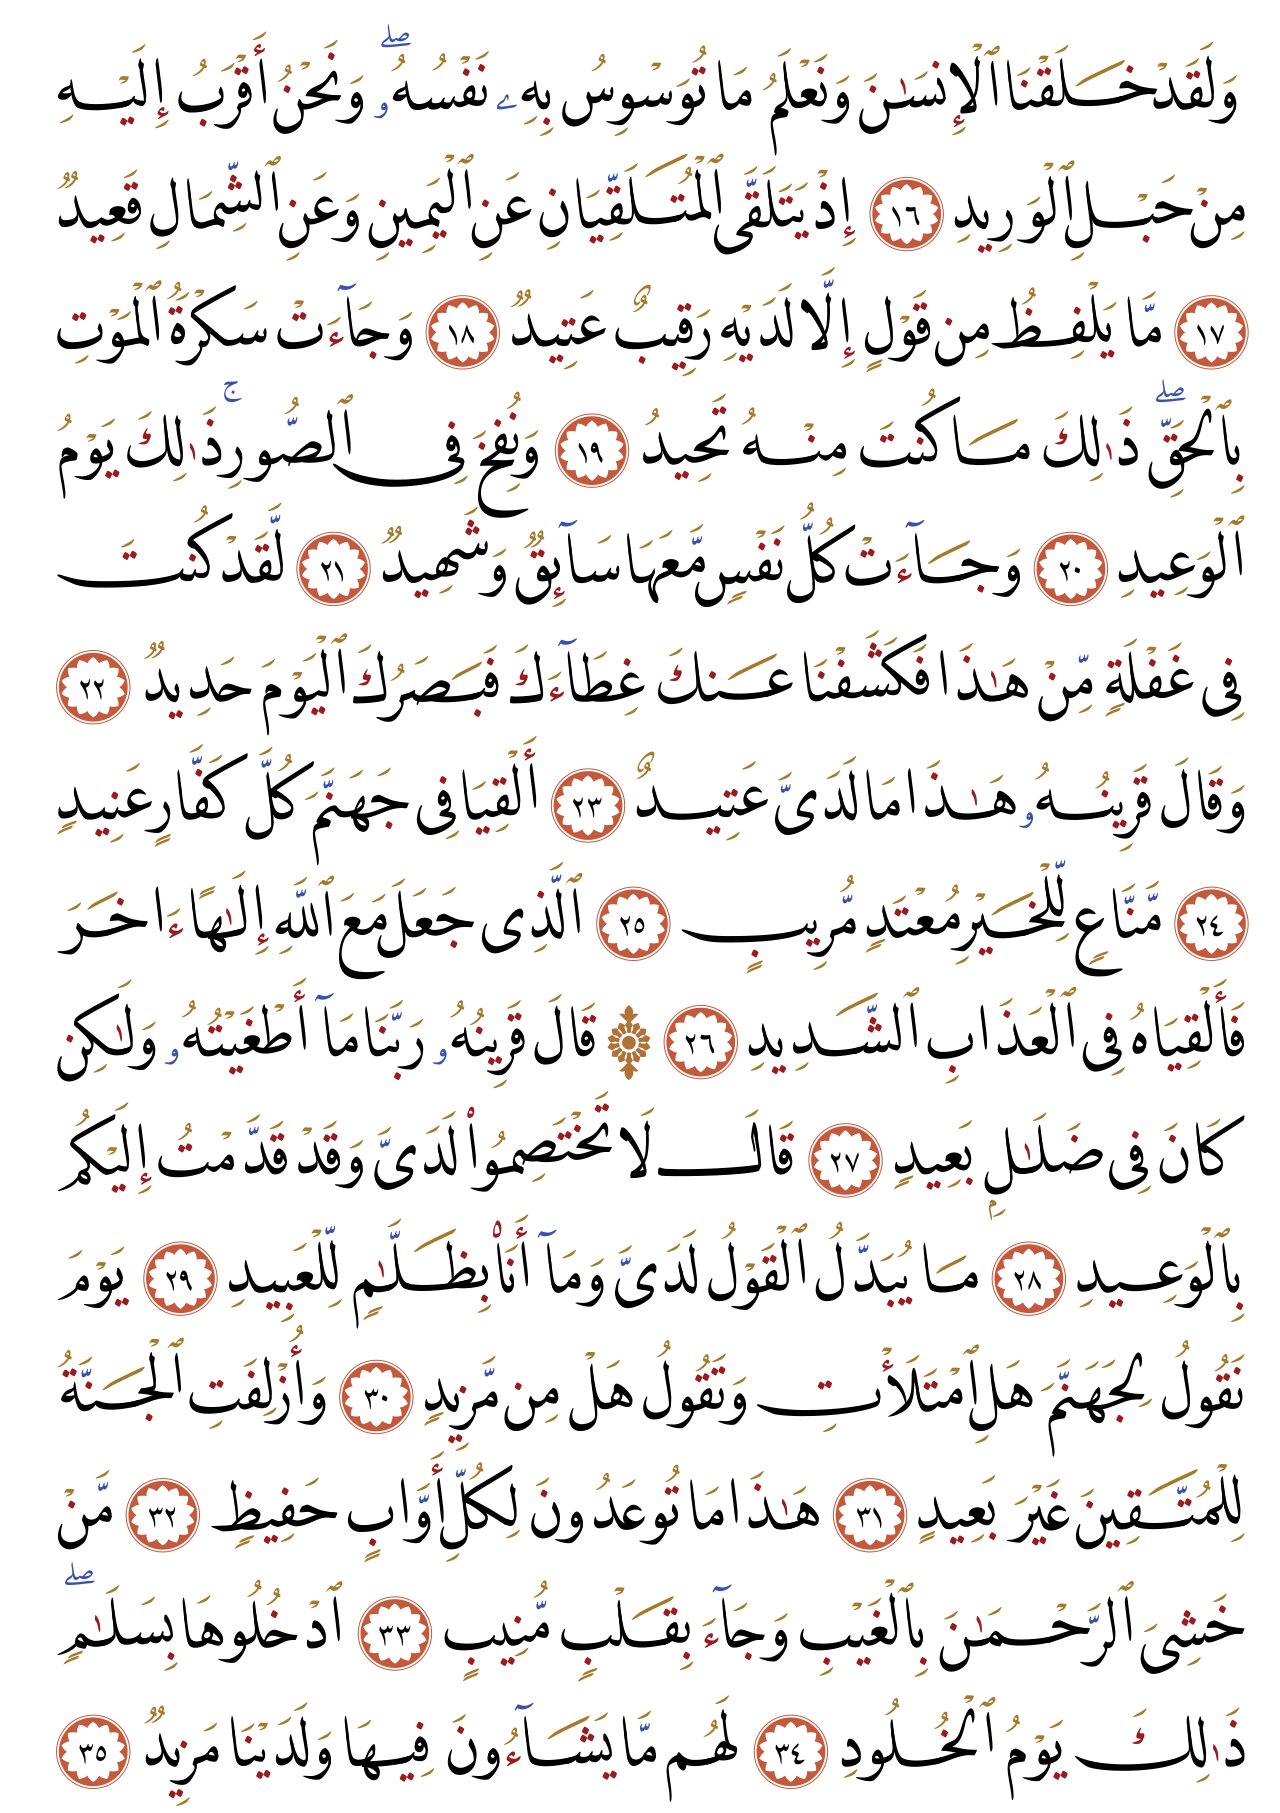 وَلَقَدْ خَلَقْنَا ٱلْإِنسَـٰنَ وَنَعْلَمُ مَا تُوَسْوِسُ بِهِۦ نَفْسُهُۥ ۖ وَنَحْنُ أَقْرَبُ إِلَيْهِ
مِنْ حَبْلِ ٱلْوَرِيدِ ١٦ إِذْ يَتَلَقَّى ٱلْمُتَلَقِّيَانِ عَنِ ٱلْيَمِينِ وَعَنِ ٱلشِّمَالِ قَعِيدٌ
١٧ مَّا يَلْفِظُ مِن قَوْلٍ إِلَّا لَدَيْهِ رَقِيبٌ عَتِيدٌ ١٨ وَجَآءَتْ سَكْرَةُ ٱلْمَوْتِ
بِٱلْحَقِّ ۖ ذَٰلِكَ مَا كُنتَ مِنْهُ تَحِيدُ ١٩ وَنُفِخَ فِى ٱلصُّورِ ۚ ذَٰلِكَ يَوْمُ
ٱلْوَعِيدِ ٢٠ وَجَآءَتْ كُلُّ نَفْسٍ مَّعَهَا سَآئِقٌ وَشَهِيدٌ ٢١ لَّقَدْ كُنتَ
فِى غَفْلَةٍ مِّنْ هَـٰذَا فَكَشَفْنَا عَنكَ غِطَآءَكَ فَبَصَرُكَ ٱلْيَوْمَ حَدِيدٌ ٢٢
وَقَالَ قَرِينُهُۥ هَـٰذَا مَا لَدَىَّ عَتِيدٌ ٢٣ أَلْقِيَا فِى جَهَنَّمَ كُلَّ كَفَّارٍ عَنِيدٍ
٢٤ مَّنَّاعٍ لِّلْخَيْرِ مُعْتَدٍ مُّرِيبٍ ٢٥ ٱلَّذِى جَعَلَ مَعَ ٱللَّهِ إِلَـٰهًا ءَاخَرَ
فَأَلْقِيَاهُ فِى ٱلْعَذَابِ ٱلشَّدِيدِ ٢٦ ۞ قَالَ قَرِينُهُۥ رَبَّنَا مَآ أَطْغَيْتُهُۥ وَلَـٰكِن
كَانَ فِى ضَلَـٰلٍۭ بَعِيدٍ ٢٧ قَالَ لَا تَخْتَصِمُوا۟ لَدَىَّ وَقَدْ قَدَّمْتُ إِلَيْكُم
بِٱلْوَعِيدِ ٢٨ مَا يُبَدَّلُ ٱلْقَوْلُ لَدَىَّ وَمَآ أَنَا۠ بِظَلَّـٰمٍ لِّلْعَبِيدِ ٢٩ يَوْمَ
نَقُولُ لِجَهَنَّمَ هَلِ ٱمْتَلَأْتِ وَتَقُولُ هَلْ مِن مَّزِيدٍ ٣٠ وَأُزْلِفَتِ ٱلْجَنَّةُ
لِلْمُتَّقِينَ غَيْرَ بَعِيدٍ ٣١ هَـٰذَا مَا تُوعَدُونَ لِكُلِّ أَوَّابٍ حَفِيظٍ ٣٢ مَّنْ
خَشِىَ ٱلرَّحْمَـٰنَ بِٱلْغَيْبِ وَجَآءَ بِقَلْبٍ مُّنِيبٍ ٣٣ ٱدْخُلُوهَا بِسَلَـٰمٍ ۖ
ذَٰلِكَ يَوْمُ ٱلْخُلُودِ ٣٤ لَهُم مَّا يَشَآءُونَ فِيهَا وَلَدَيْنَا مَزِيدٌ ٣٥